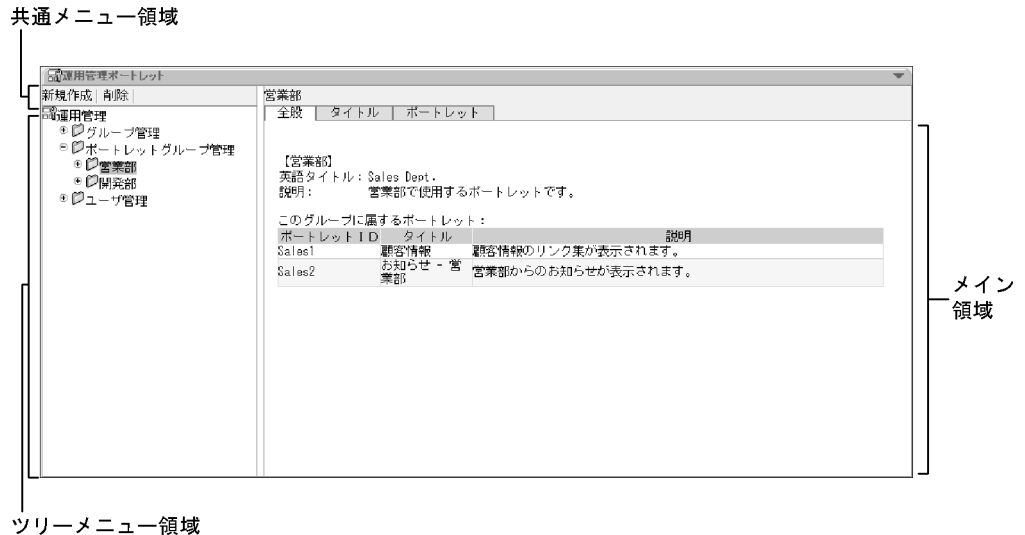 共通メニュー領域
運用管理ポートレット
新規作成 | 削除 |
営業部
全般 タイトル ポートレット
運用管理
グループ管理
ポートレットグループ管理
営業部
開発部
ユーザ管理
【営業部】
英語タイトル：Sales Dept.
説明： 営業部で使用するポートレットです。
このグループに属するポートレット：
ポートレットＩＤ タイトル 説明
Sales1 顧客情報 顧客情報のリンク集が表示されます。
Sales2 お知らせ - 営業部 営業部からのお知らせが表示されます。
メイン
領域
ツリーメニュー領域